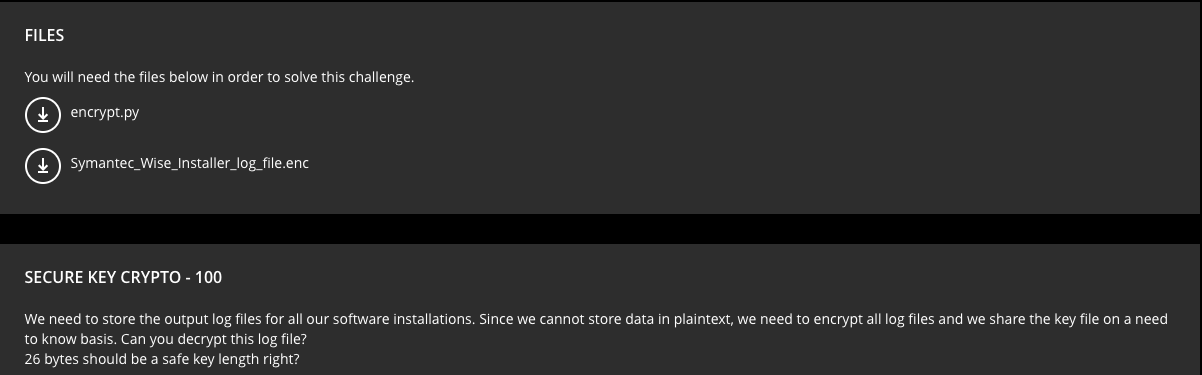 FILES
You will need the files below in order to solve this challenge.
encrypt.py
Symantec_Wise_Installer_log_file.enc
SECURE KEY CRYPTO - 100
We need to store the output log files for all our software installations. Since we cannot store data in plaintext, we need to encrypt all log files and we share the key file on a need
to know basis. Can you decrypt this log file?
26 bytes should be a safe key length right?